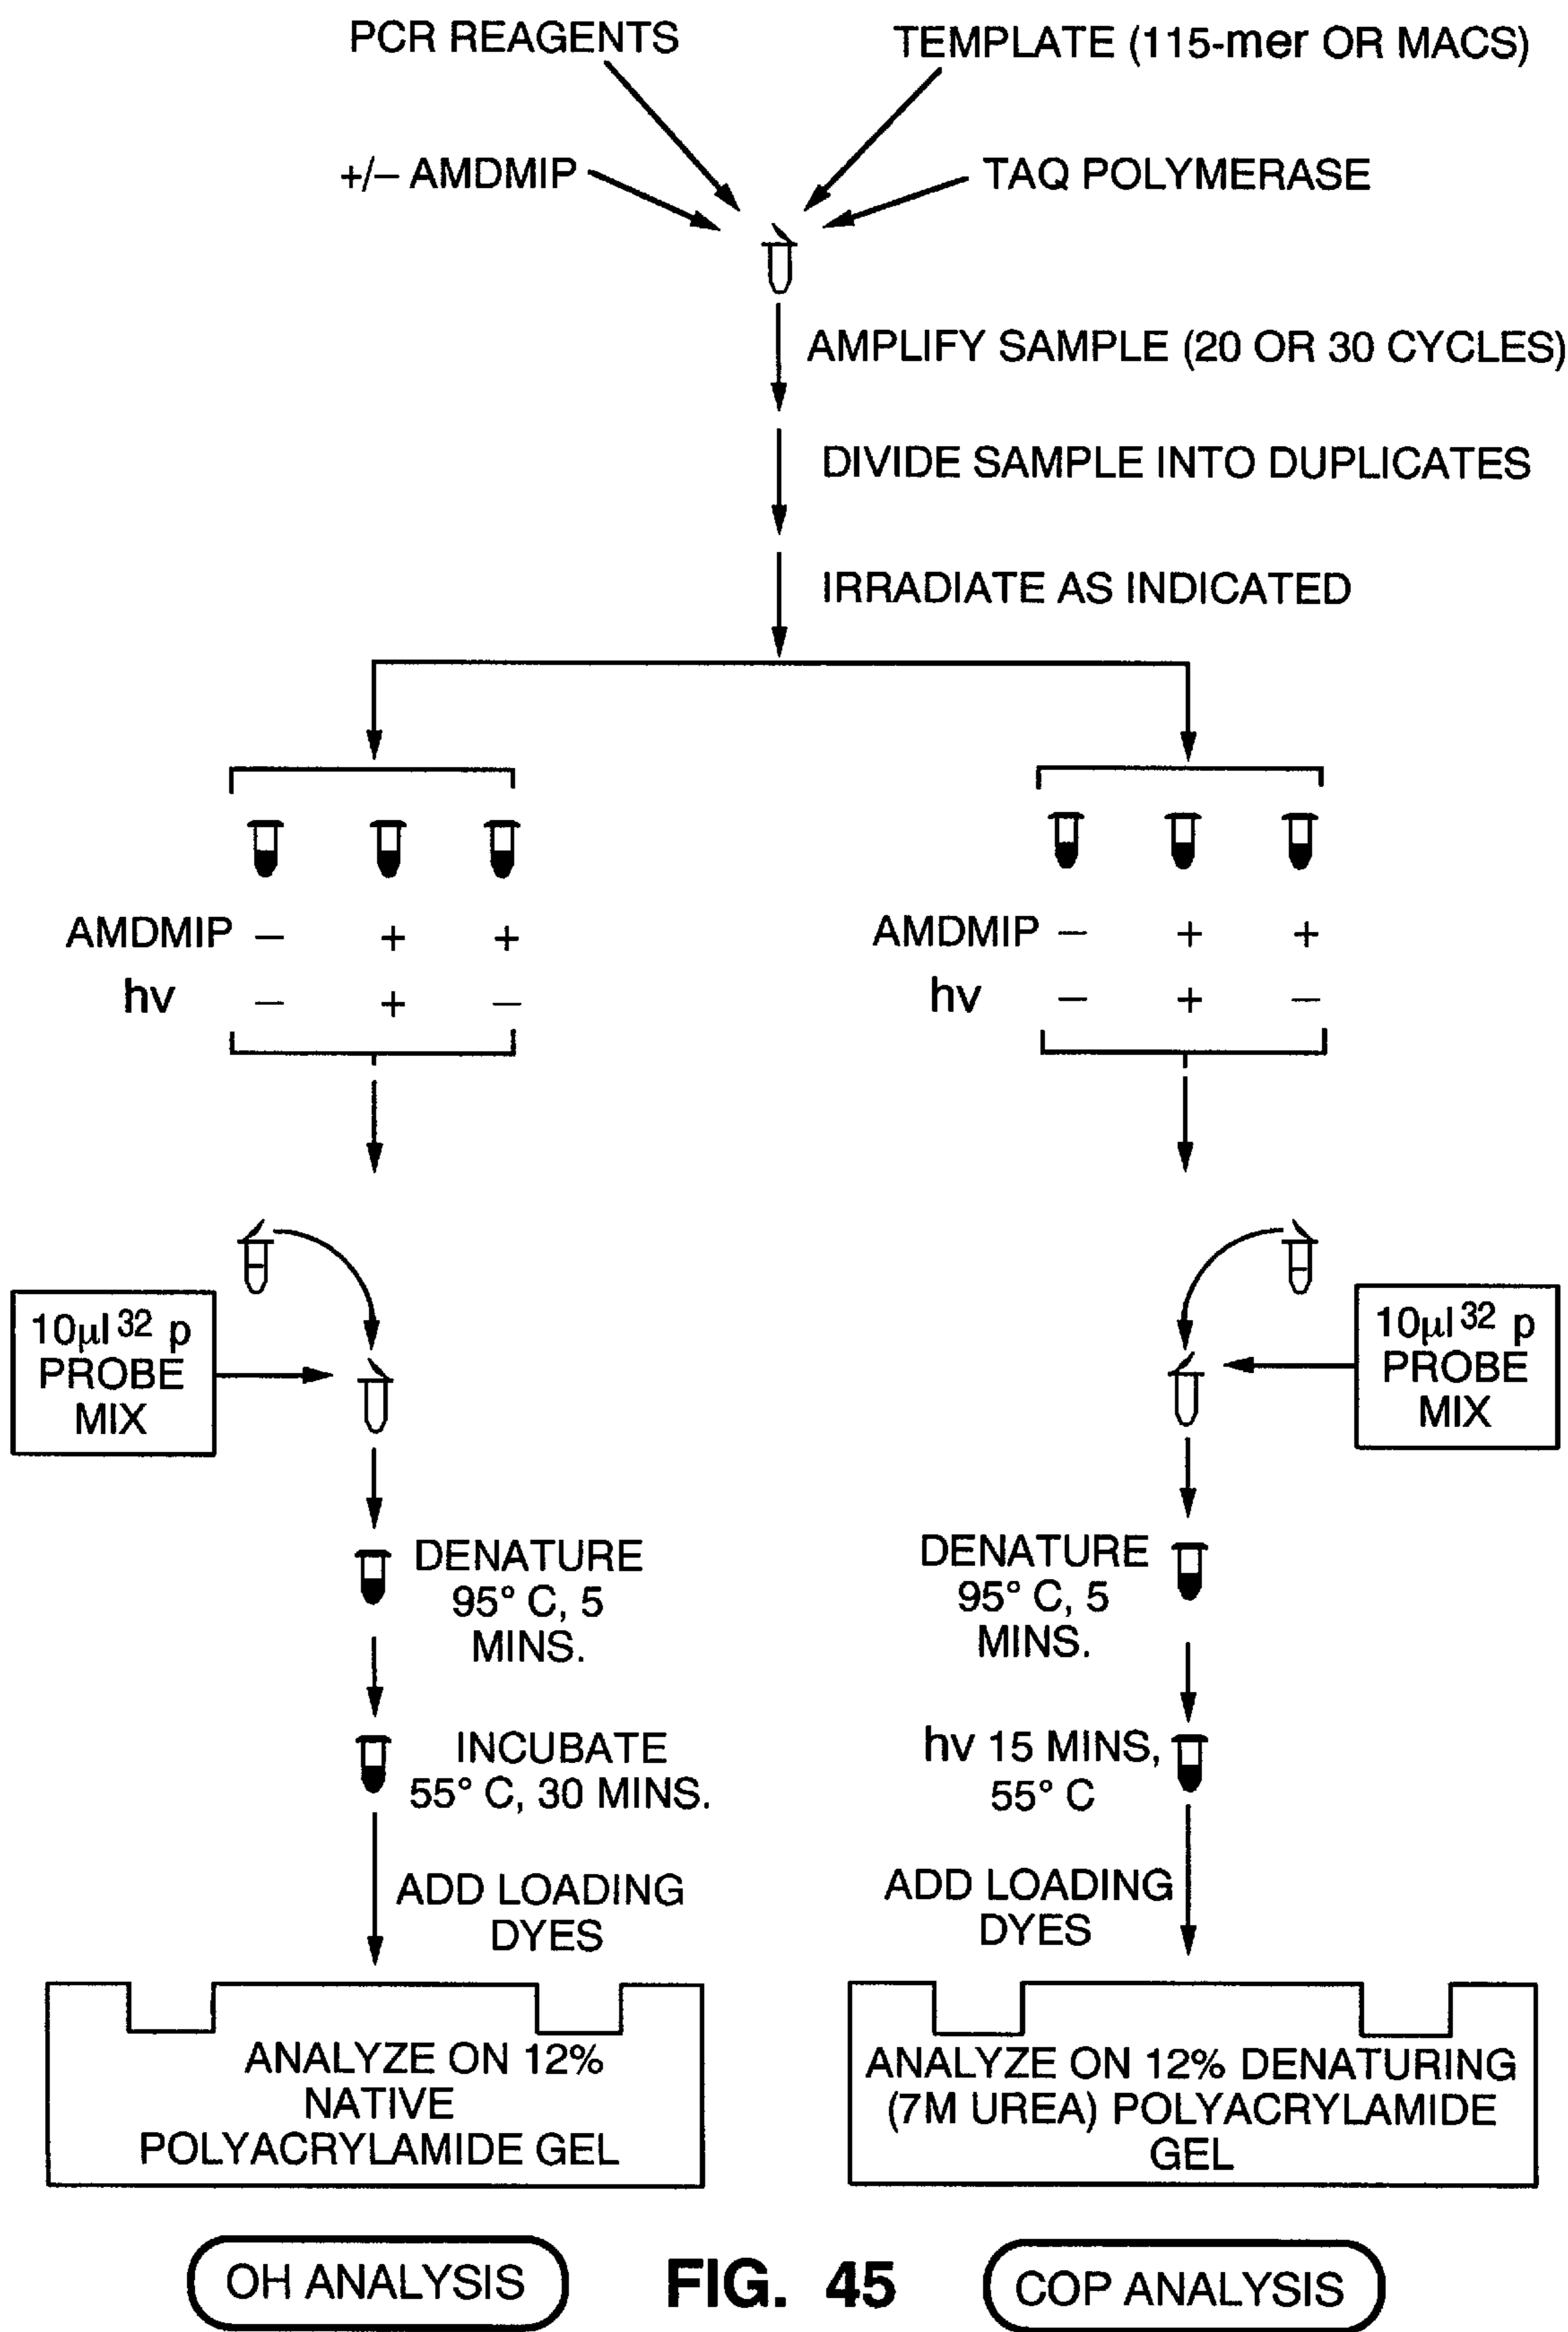 PCR REAGENTS
TEMPLATE (115-mer OR MACS)
+/– AMDMIP
TAQ POLYMERASE
AMPLIFY SAMPLE (20 OR 30 CYCLES)
DIVIDE SAMPLE INTO DUPLICATES
IRRADIATE AS INDICATED
AMDMIP – + +
hv – + –
AMDMIP – + +
hv – + –
10μl 32 p
PROBE
MIX
10μl 32 p
PROBE
MIX
DENATURE
95° C, 5
MINS.
DENATURE
95° C, 5
MINS.
INCUBATE
55° C, 30 MINS.
hv 15 MINS,
55° C
ADD LOADING
DYES
ADD LOADING
DYES
ANALYZE ON 12%
NATIVE
POLYACRYLAMIDE GEL
ANALYZE ON 12% DENATURING
(7M UREA) POLYACRYLAMIDE
GEL
OH ANALYSIS
FIG. 45
COP ANALYSIS